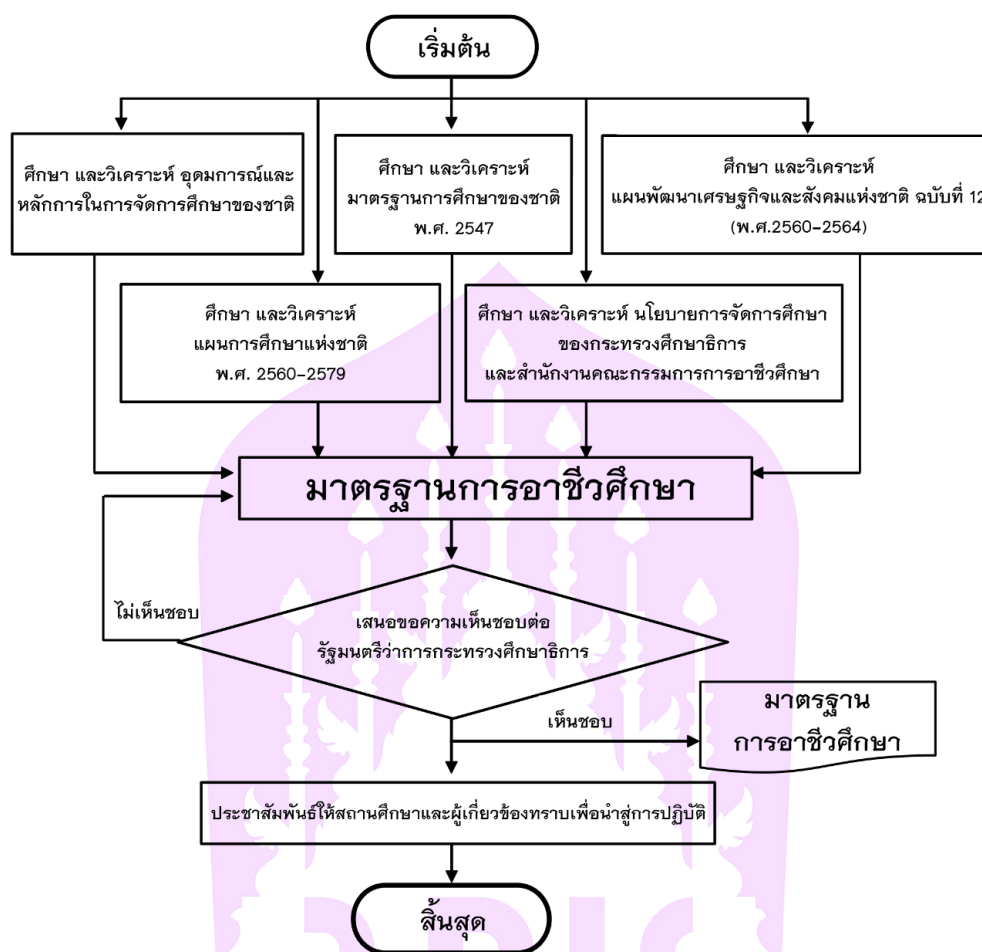 เริ่มต้น
ศึกษา และวิเคราะห์ อุดมการณ์และ
หลักการในการจัดการศึกษาของชาติ
ศึกษา และวิเคราะห์
มาตรฐานการศึกษาของชาติ
พ.ศ. 2547
ศึกษา และวิเคราะห์
แผนพัฒนาเศรษฐกิจและสังคมแห่งชาติ ฉบับที่ 12
(พ.ศ.2560-2564)
ศึกษา และวิเคราะห์
แผนการศึกษาแห่งชาติ
พ.ศ. 2560-2579
ศึกษา และวิเคราะห์ นโยบายการจัดการศึกษา
ของกระทรวงศึกษาธิการ
และสำนักงานคณะกรรมการการอาชีวศึกษา
มาตรฐานการอาชีวศึกษา
ไม่เห็นชอบ
เสนอขอความเห็นชอบต่อ
รัฐมนตรีว่าการกระทรวงศึกษาธิการ
เห็นชอบ
มาตรฐาน
การอาชีวศึกษา
ประชาสัมพันธ์ให้สถานศึกษาและผู้เกี่ยวข้องทราบเพื่อนำสู่การปฏิบัติ
สิ้นสุด